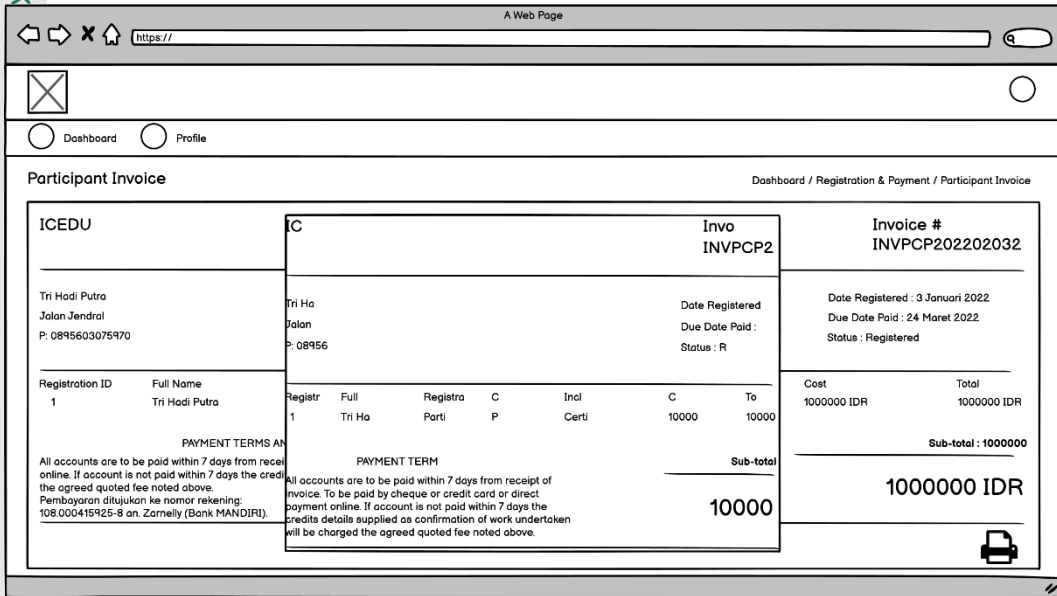 A Web Page
https://
Dashboard Profile
Participant Invoice
Dashboard / Registration & Payment / Participant Invoice
ICEDU
Invoice #
INVPCP202202032
Tri Hadi Putra
Jalan Jendral
P: 0895603075970
Date Registered : 3 Januari 2022
Due Date Paid : 24 Maret 2022
Status : Registered
Registration ID Full Name Cost Total
1 Tri Hadi Putra 1000000 IDR 1000000 IDR
PAYMENT TERMS AN
Sub-total : 1000000
All accounts are to be paid within 7 days from recei
online. If account is not paid within 7 days the credi
the agreed quoted fee noted above.
Pembayaran ditujukan ke nomor rekening:
108.000415925-8 an. Zarnelly (Bank MANDIRI).
1000000 IDR
IC
Invo
INVPCP2
Tri Ha
Jalan
P: 08956
Date Registered
Due Date Paid :
Status : R
Registr Full Registra C Incl C To
1 Tri Ha Parti P Certi 10000 10000
PAYMENT TERM
Sub-total
All accounts are to be paid within 7 days from receipt of
invoice. To be paid by cheque or credit card or direct
payment online. If account is not paid within 7 days the
credits details supplied as confirmation of work undertaken
will be charged the agreed quoted fee noted above.
10000